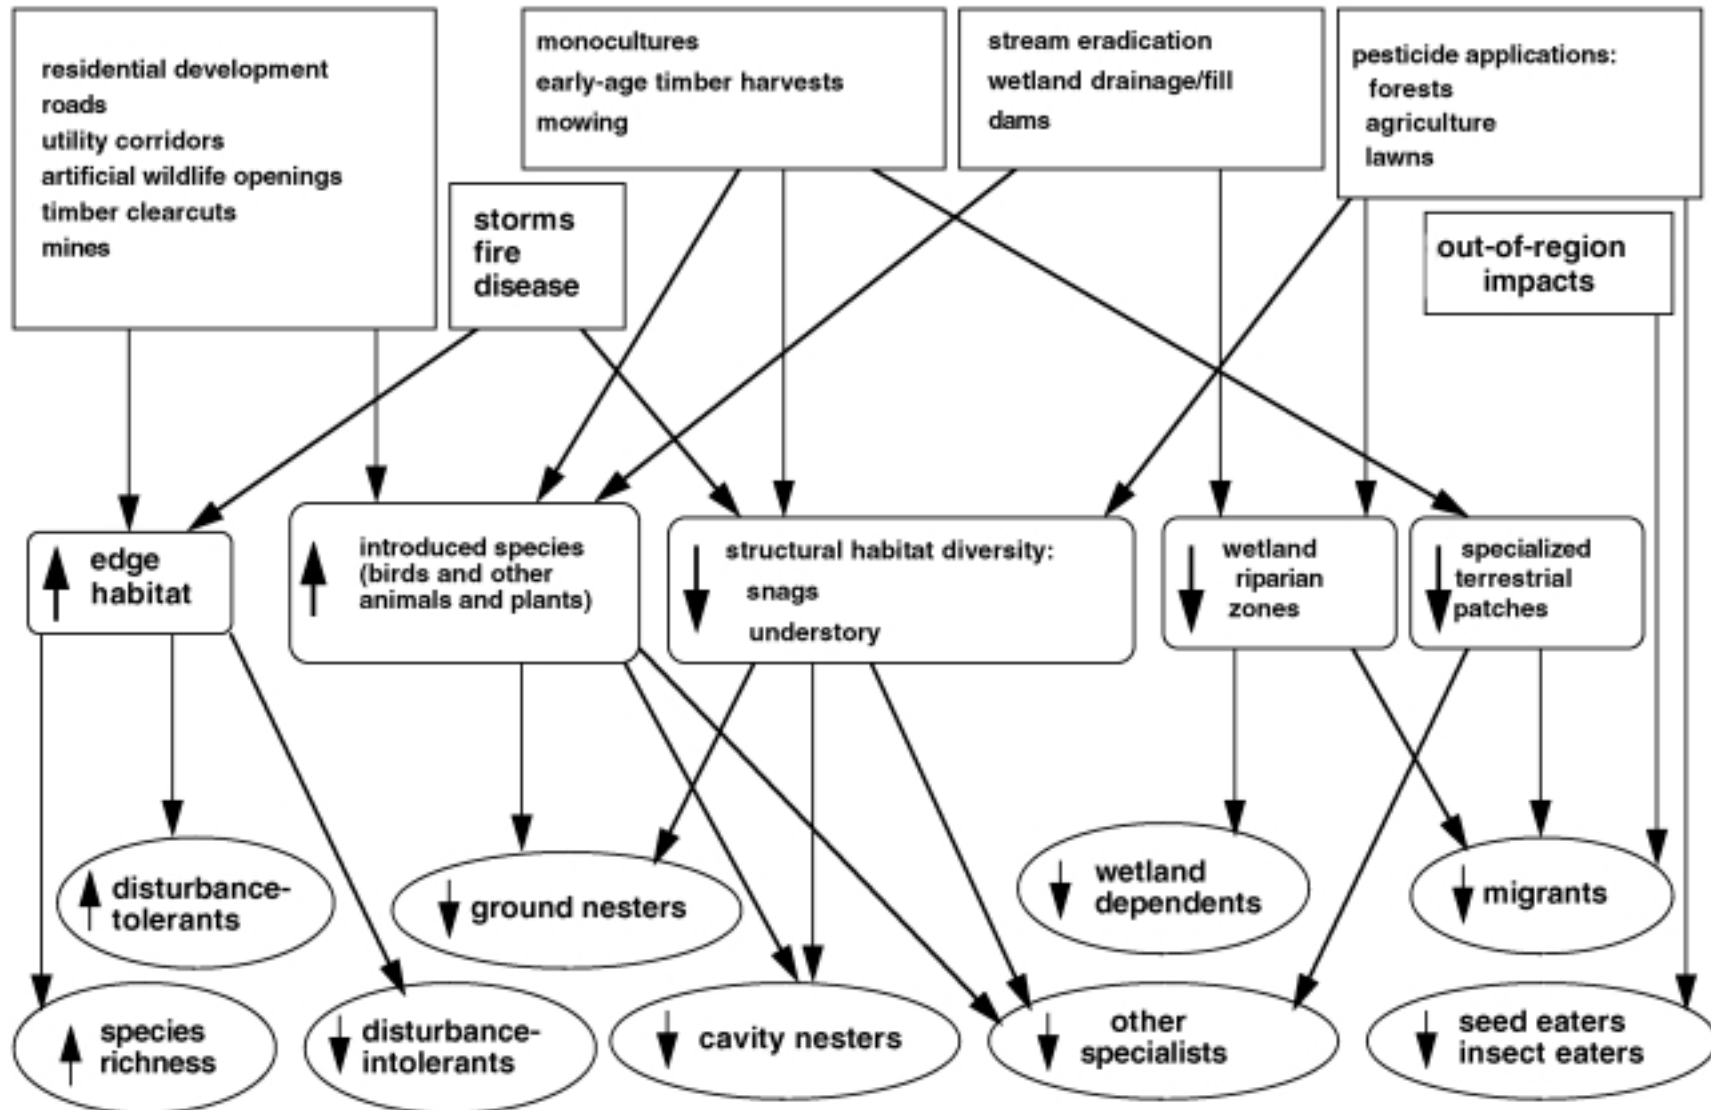 residential development
roads
utility corridors
artificial wildlife openings
timber clearcuts
mines
monocultures
early-age timber harvests
mowing
stream eradication
wetland drainage/fill
dams
pesticide applications:
forests
agriculture
lawns
storms
fire
disease
out-of-region
impacts
edge
habitat
introduced species
(birds and other
animals and plants)
structural habitat diversity:
snags
understory
wetland
riparian
zones
specialized
terrestrial
patches
disturbance-
tolerants
ground nesters
wetland
dependents
migrants
species
richness
disturbance-
intolerants
cavity nesters
other
specialists
seed eaters
insect eaters